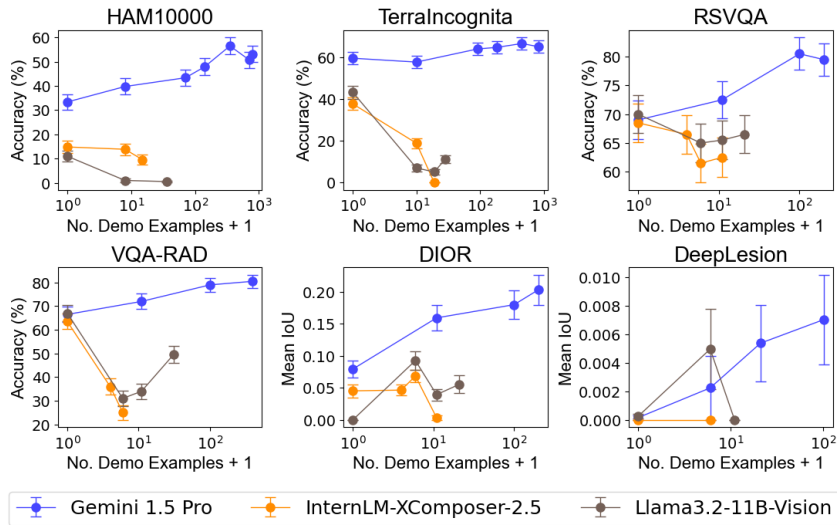 HAM10000
TerraIncognita
RSVQA
Accuracy (%)
60
50
40
30
20
10
0
10⁰ 10¹ 10² 10³
No. Demo Examples + 1
Accuracy (%)
60
40
20
0
10⁰ 10¹ 10² 10³
No. Demo Examples + 1
Accuracy (%)
80
75
70
65
60
10⁰ 10¹ 10²
No. Demo Examples + 1
VQA-RAD
DIOR
DeepLesion
Accuracy (%)
80
70
60
50
40
30
20
10⁰ 10¹ 10²
No. Demo Examples + 1
Mean IoU
0.20
0.15
0.10
0.05
0.00
10⁰ 10¹ 10²
No. Demo Examples + 1
Mean IoU
0.010
0.008
0.006
0.004
0.002
0.000
10⁰ 10¹ 10²
No. Demo Examples + 1
Gemini 1.5 Pro
InternLM-XComposer-2.5
Llama3.2-11B-Vision